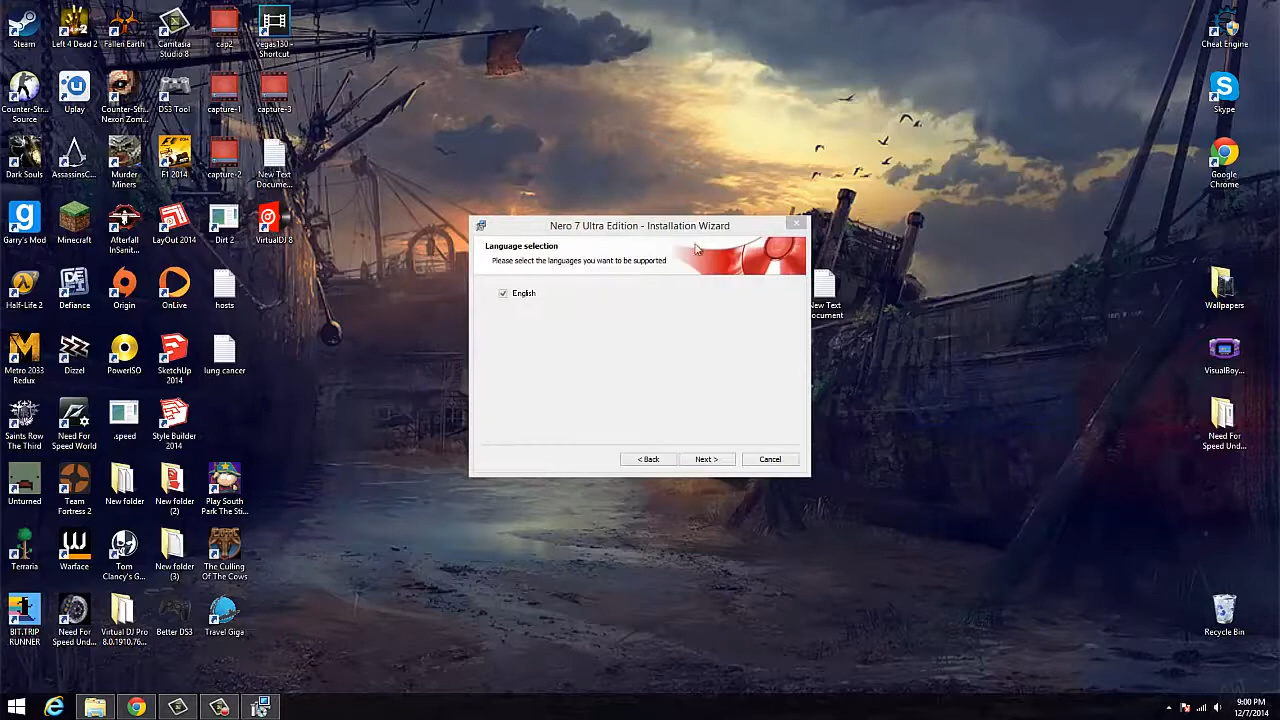 Steam
Left 4 Dead 2
Fallen Earth
Camtasia
Studio 8
cap2
vegas130 -
Shortcut
Cheat Engine
Counter-Str...
Source
Uplay
Counter-Str...
Nexon Zom...
DS3 Tool
capture-1
capture-3
Skype
Dark Souls
AssassinsC...
Murder
Miners
F1 2014
capture-2
New Text
Docume...
Google
Chrome
Garry's Mod
Minecraft
Afterfall
InSanit...
LayOut 2014
Dirt 2
VirtualDJ 8
Nero 7 Ultra Edition - Installation Wizard
Language selection
Please select the languages you want to be supported
English
< Back
Next >
Cancel
Half-Life 2
Defiance
Origin
OnLive
hosts
New Text
Document
Wallpapers
Metro 2033
Redux
Dizzel
PowerISO
SketchUp
2014
lung cancer
VisualBoy...
Saints Row
The Third
Need For
Speed World
.speed
Style Builder
2014
Need For
Speed Und...
Unturned
Team
Fortress 2
New folder
New folder
(2)
Play South
Park The Sti...
Terraria
Warface
Tom
Clancy's G...
New folder
(3)
The Culling
Of The Cows
BIT.TRIP
RUNNER
Need For
Speed Und...
Virtual DJ Pro
8.0.1910.76...
Better DS3
Travel Giga
Recycle Bin
9:00 PM
12/7/2014